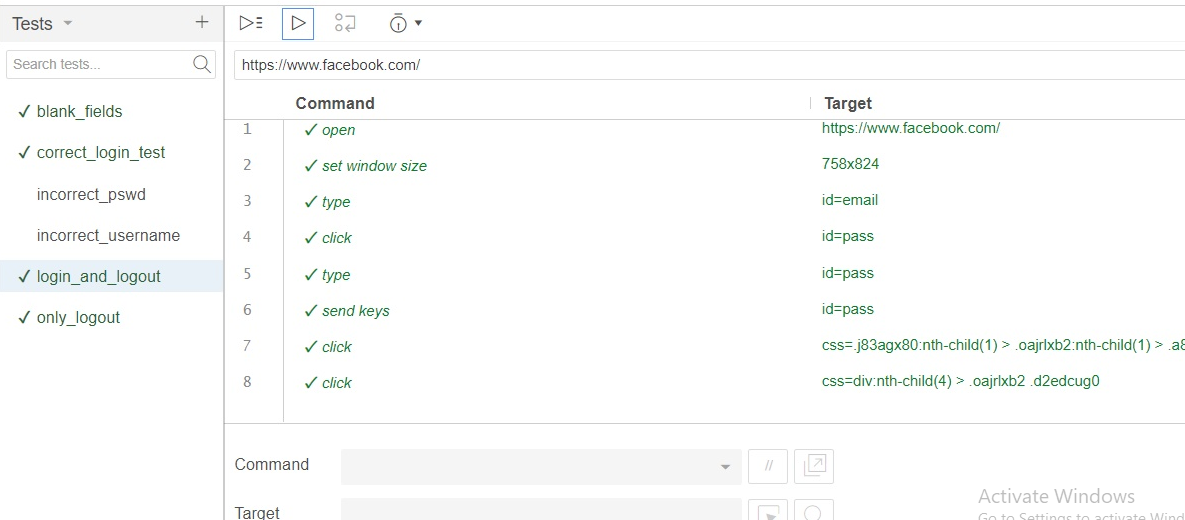 Tests
Search tests...
https://www.facebook.com/
blank_fields
correct_login_test
incorrect_pswd
incorrect_username
login_and_logout
only_logout
Command Target
1 open https://www.facebook.com/
2 set window size 758x824
3 type id=email
4 click id=pass
5 type id=pass
6 send keys id=pass
7 click css=.j83agx80:nth-child(1) > .oajrlxb2:nth-child(1) > .a8
8 click css=div:nth-child(4) > .oajrlxb2 .d2edcug0
Command //
Target
Activate Windows
Go to Settings to activate Wind